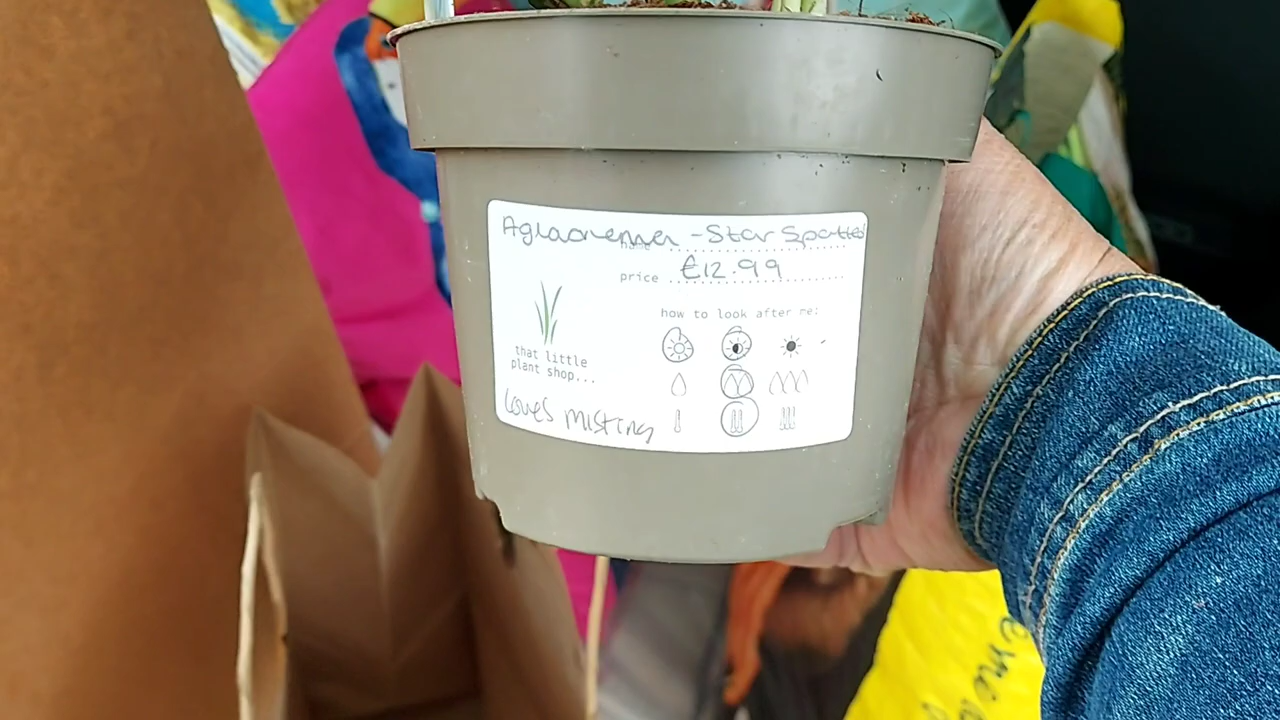 Aglaonema - Star Spotted
name
price £12.99
how to look after me:
that little
plant shop...
Loves misting